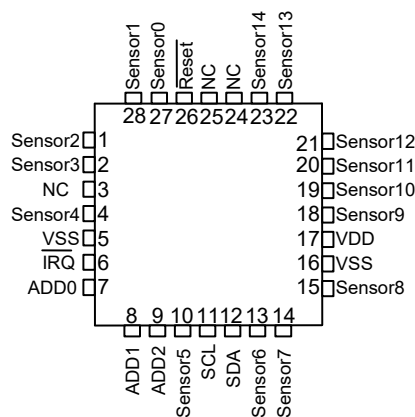 Sensor1 Sensor0 Reset NC NC Sensor14 Sensor13
28 27 26 25 24 23 22
Sensor2 1
Sensor3 2
NC 3
Sensor4 4
VSS 5
IRQ 6
ADD0 7
21 Sensor12
20 Sensor11
19 Sensor10
18 Sensor9
17 VDD
16 VSS
15 Sensor8
8 9 10 11 12 13 14
ADD1 ADD2 Sensor5 SCL SDA Sensor6 Sensor7